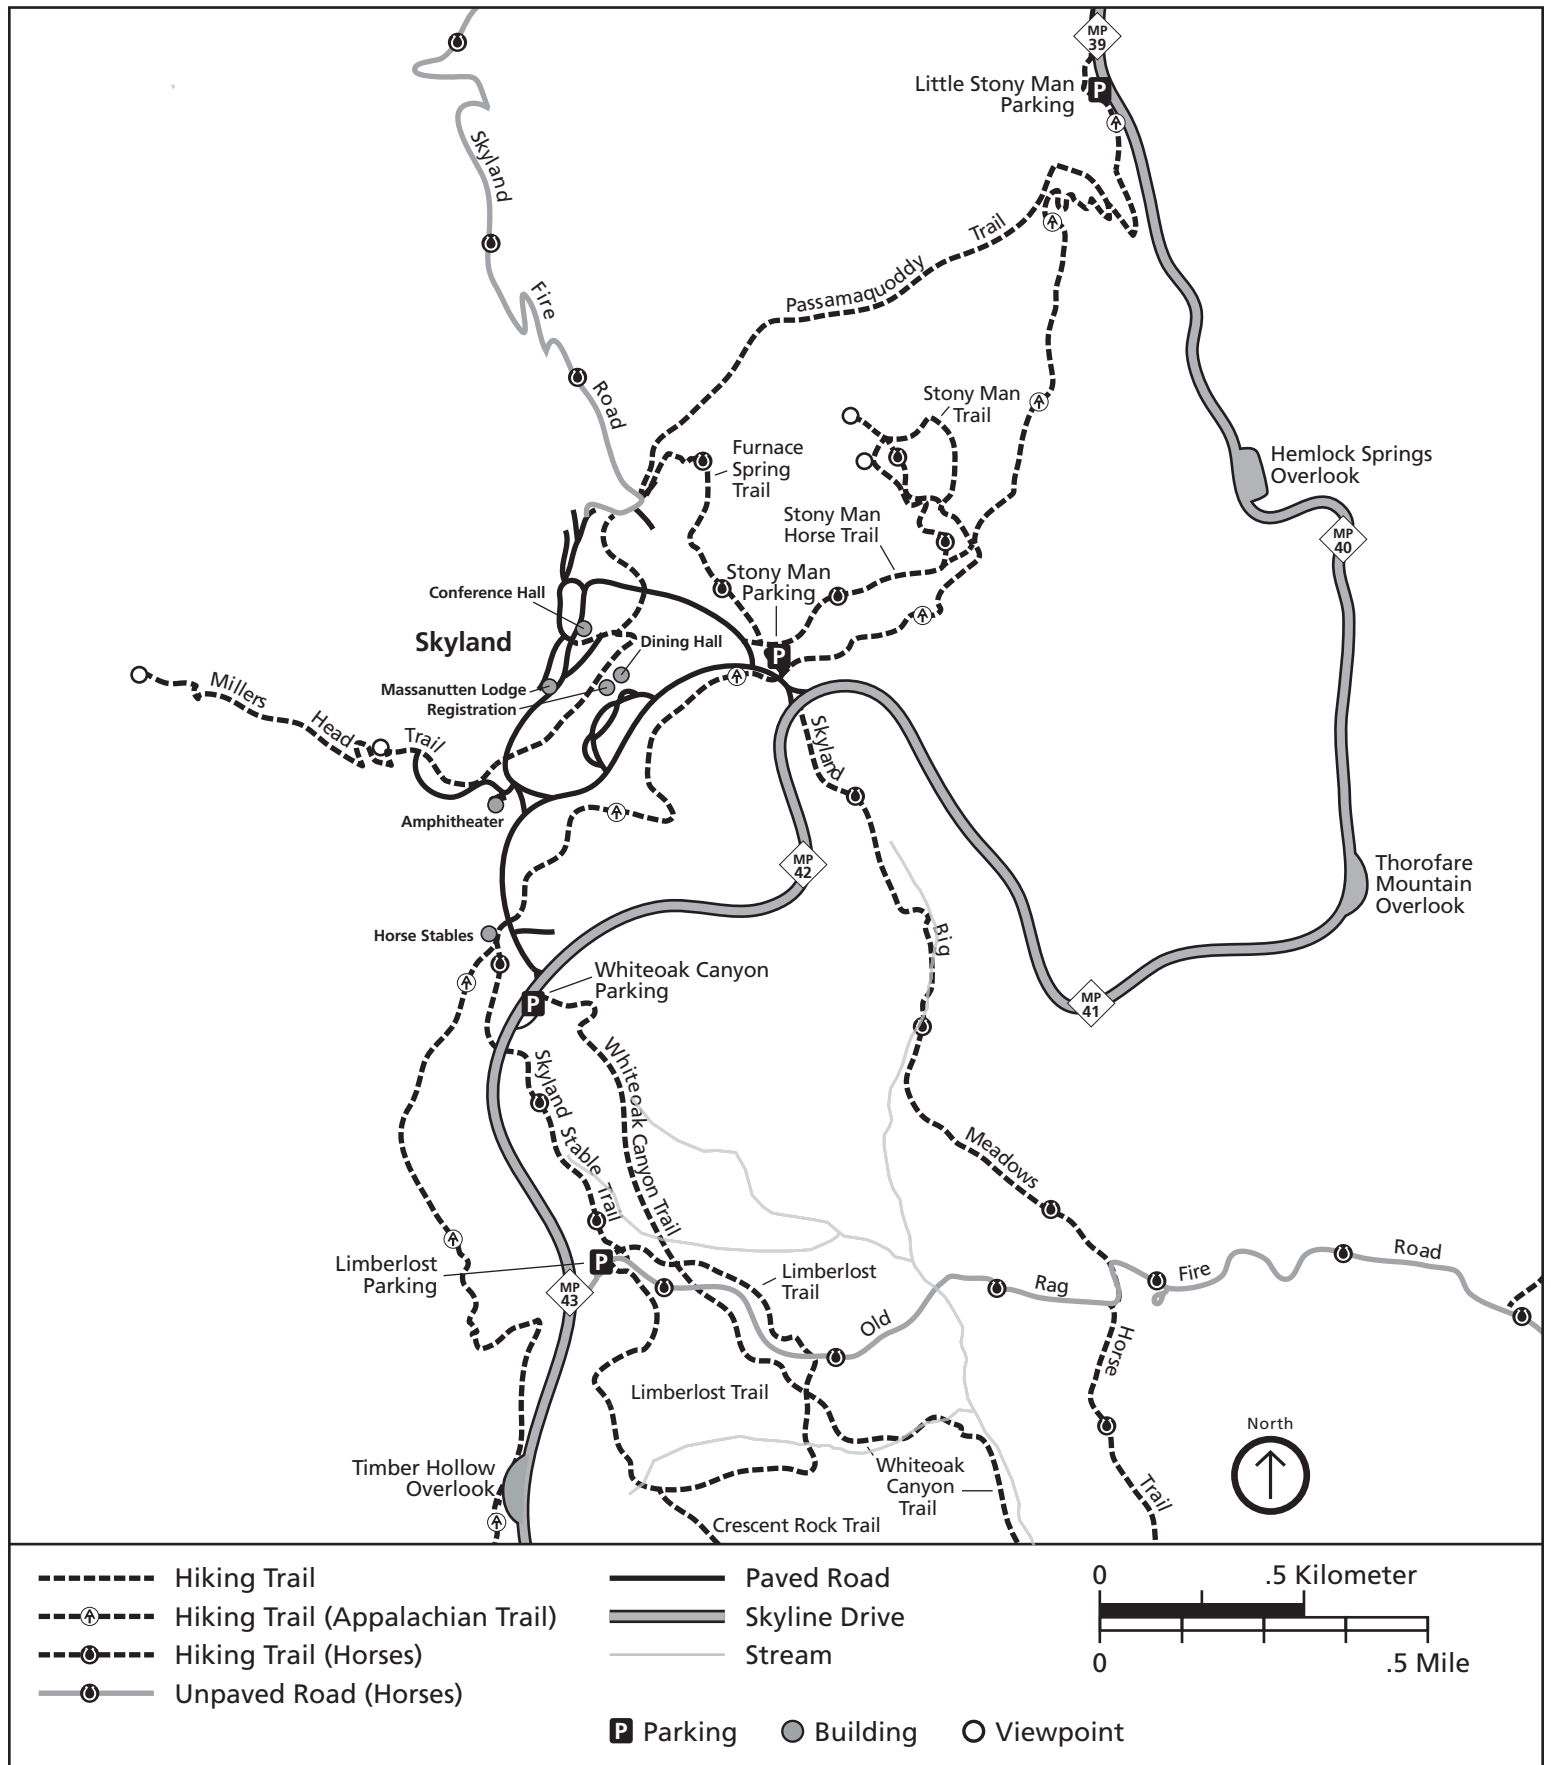 MP
39
Little Stony Man
Parking
P
Skyland
Fire
Road
Passamaquoddy
Trail
Stony Man
Trail
Furnace
Spring
Trail
Hemlock Springs
Overlook
Stony Man
Horse Trail
MP
40
Stony Man
Parking
P
Conference Hall
Skyland
Dining Hall
Massanutten Lodge
Registration
Millers
Head
Trail
Amphitheater
Skyland
Big
Meadows
Horse
Trail
MP
42
Thorofare
Mountain
Overlook
Horse Stables
Whiteoak Canyon
Parking
P
MP
41
Skyland Stable Trail
Whiteoak Canyon Trail
Limberlost
Parking
P
MP
43
Limberlost
Trail
Old
Rag
Fire
Road
Limberlost Trail
North
Timber Hollow
Overlook
Whiteoak
Canyon
Trail
Crescent Rock Trail
Hiking Trail
Hiking Trail (Appalachian Trail)
Hiking Trail (Horses)
Unpaved Road (Horses)
Paved Road
Skyline Drive
Stream
0 .5 Kilometer
0 .5 Mile
P Parking
Building
Viewpoint